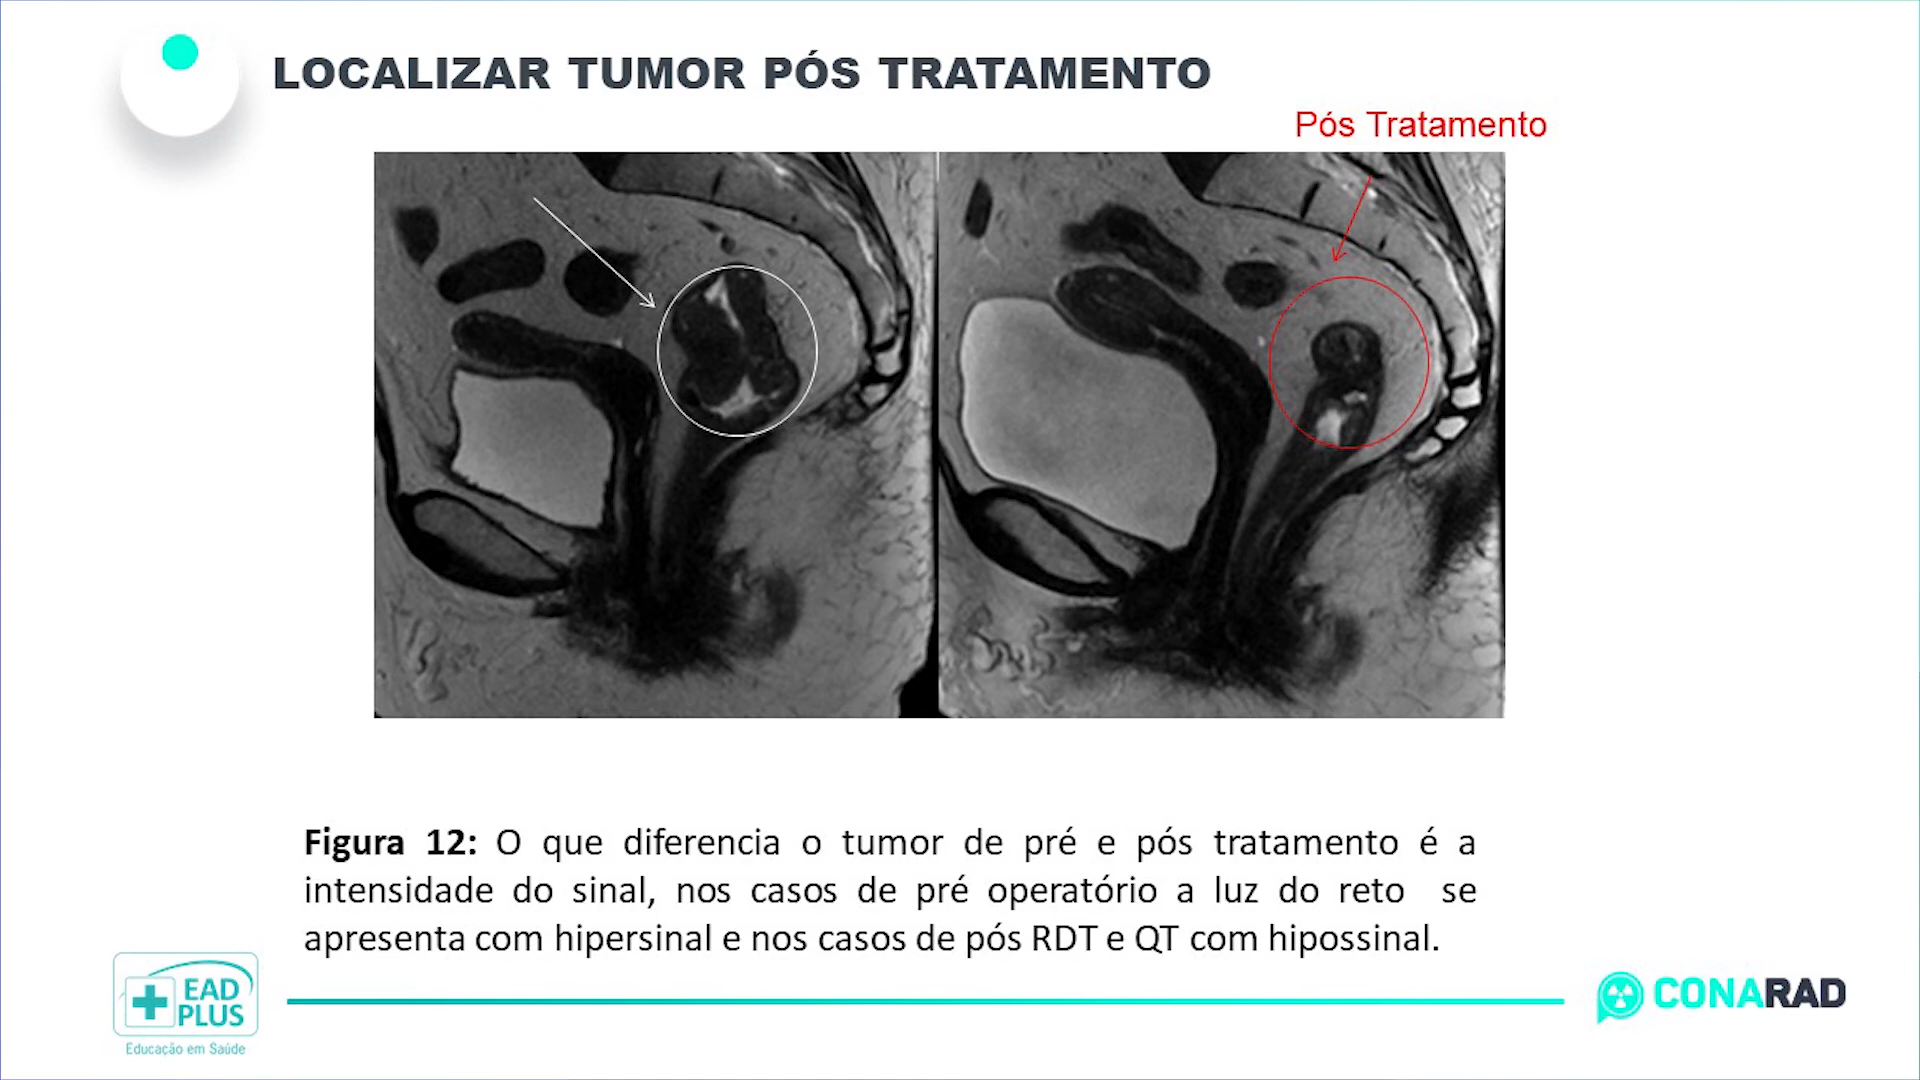 LOCALIZAR TUMOR PÓS TRATAMENTO
Pós Tratamento
Figura 12: O que diferencia o tumor de pré e pós tratamento é a
intensidade do sinal, nos casos de pré operatório a luz do reto se
apresenta com hipersinal e nos casos de pós RDT e QT com hipossinal.
EAD
PLUS
Educação em Saúde
CONARAD